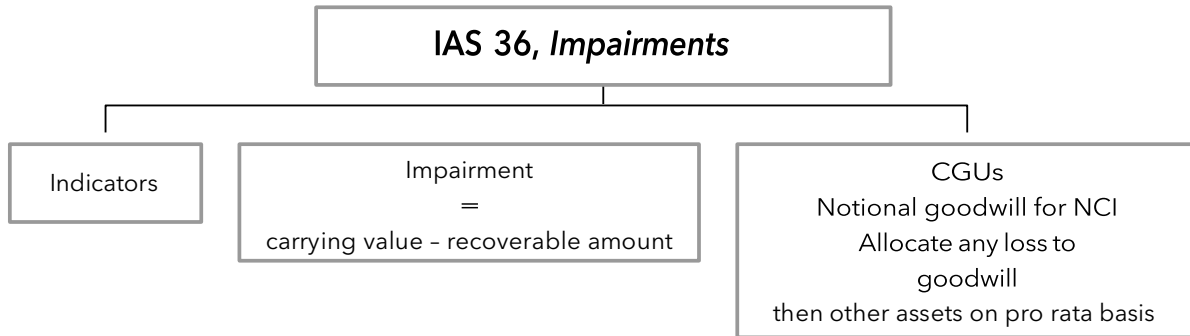 IAS 36, Impairments
Indicators
Impairment
=
carrying value – recoverable amount
CGUs
Notional goodwill for NCI
Allocate any loss to
goodwill
then other assets on pro rata basis